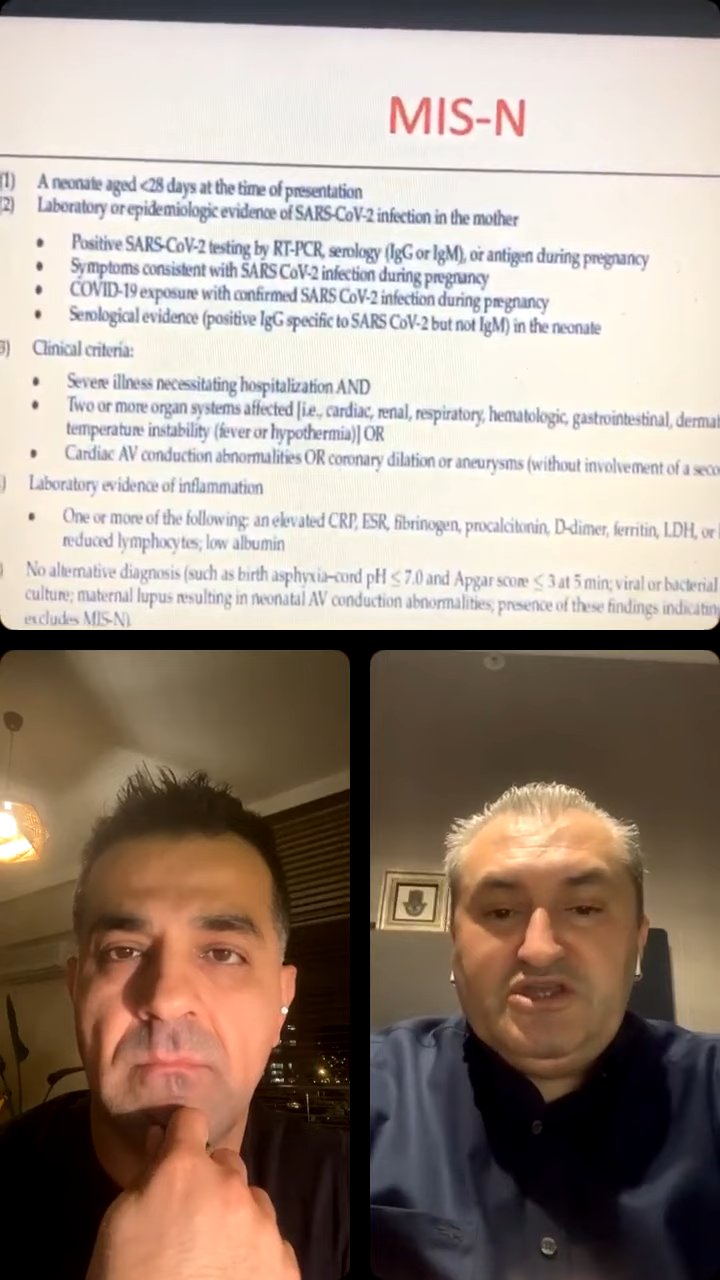 MIS-N
1) A neonate aged <28 days at the time of presentation
2) Laboratory or epidemiologic evidence of SARS-CoV-2 infection in the mother
• Positive SARS-CoV-2 testing by RT-PCR, serology (IgG or IgM), or antigen during pregnancy
• Symptoms consistent with SARS CoV-2 infection during pregnancy
• COVID-19 exposure with confirmed SARS CoV-2 infection during pregnancy
• Serological evidence (positive IgG specific to SARS CoV-2 but not IgM) in the neonate
3) Clinical criteria:
• Severe illness necessitating hospitalization AND
• Two or more organ systems affected [i.e., cardiac, renal, respiratory, hematologic, gastrointestinal, dermat
temperature instability (fever or hypothermia)] OR
• Cardiac AV conduction abnormalities OR coronary dilation or aneurysms (without involvement of a seco
) Laboratory evidence of inflammation
• One or more of the following: an elevated CRP, ESR, fibrinogen, procalcitonin, D-dimer, ferritin, LDH, or
reduced lymphocytes; low albumin
) No alternative diagnosis (such as birth asphyxia–cord pH ≤ 7.0 and Apgar score ≤ 3 at 5 min; viral or bacterial
culture; maternal lupus resulting in neonatal AV conduction abnormalities; presence of these findings indicatin
excludes MIS-N).